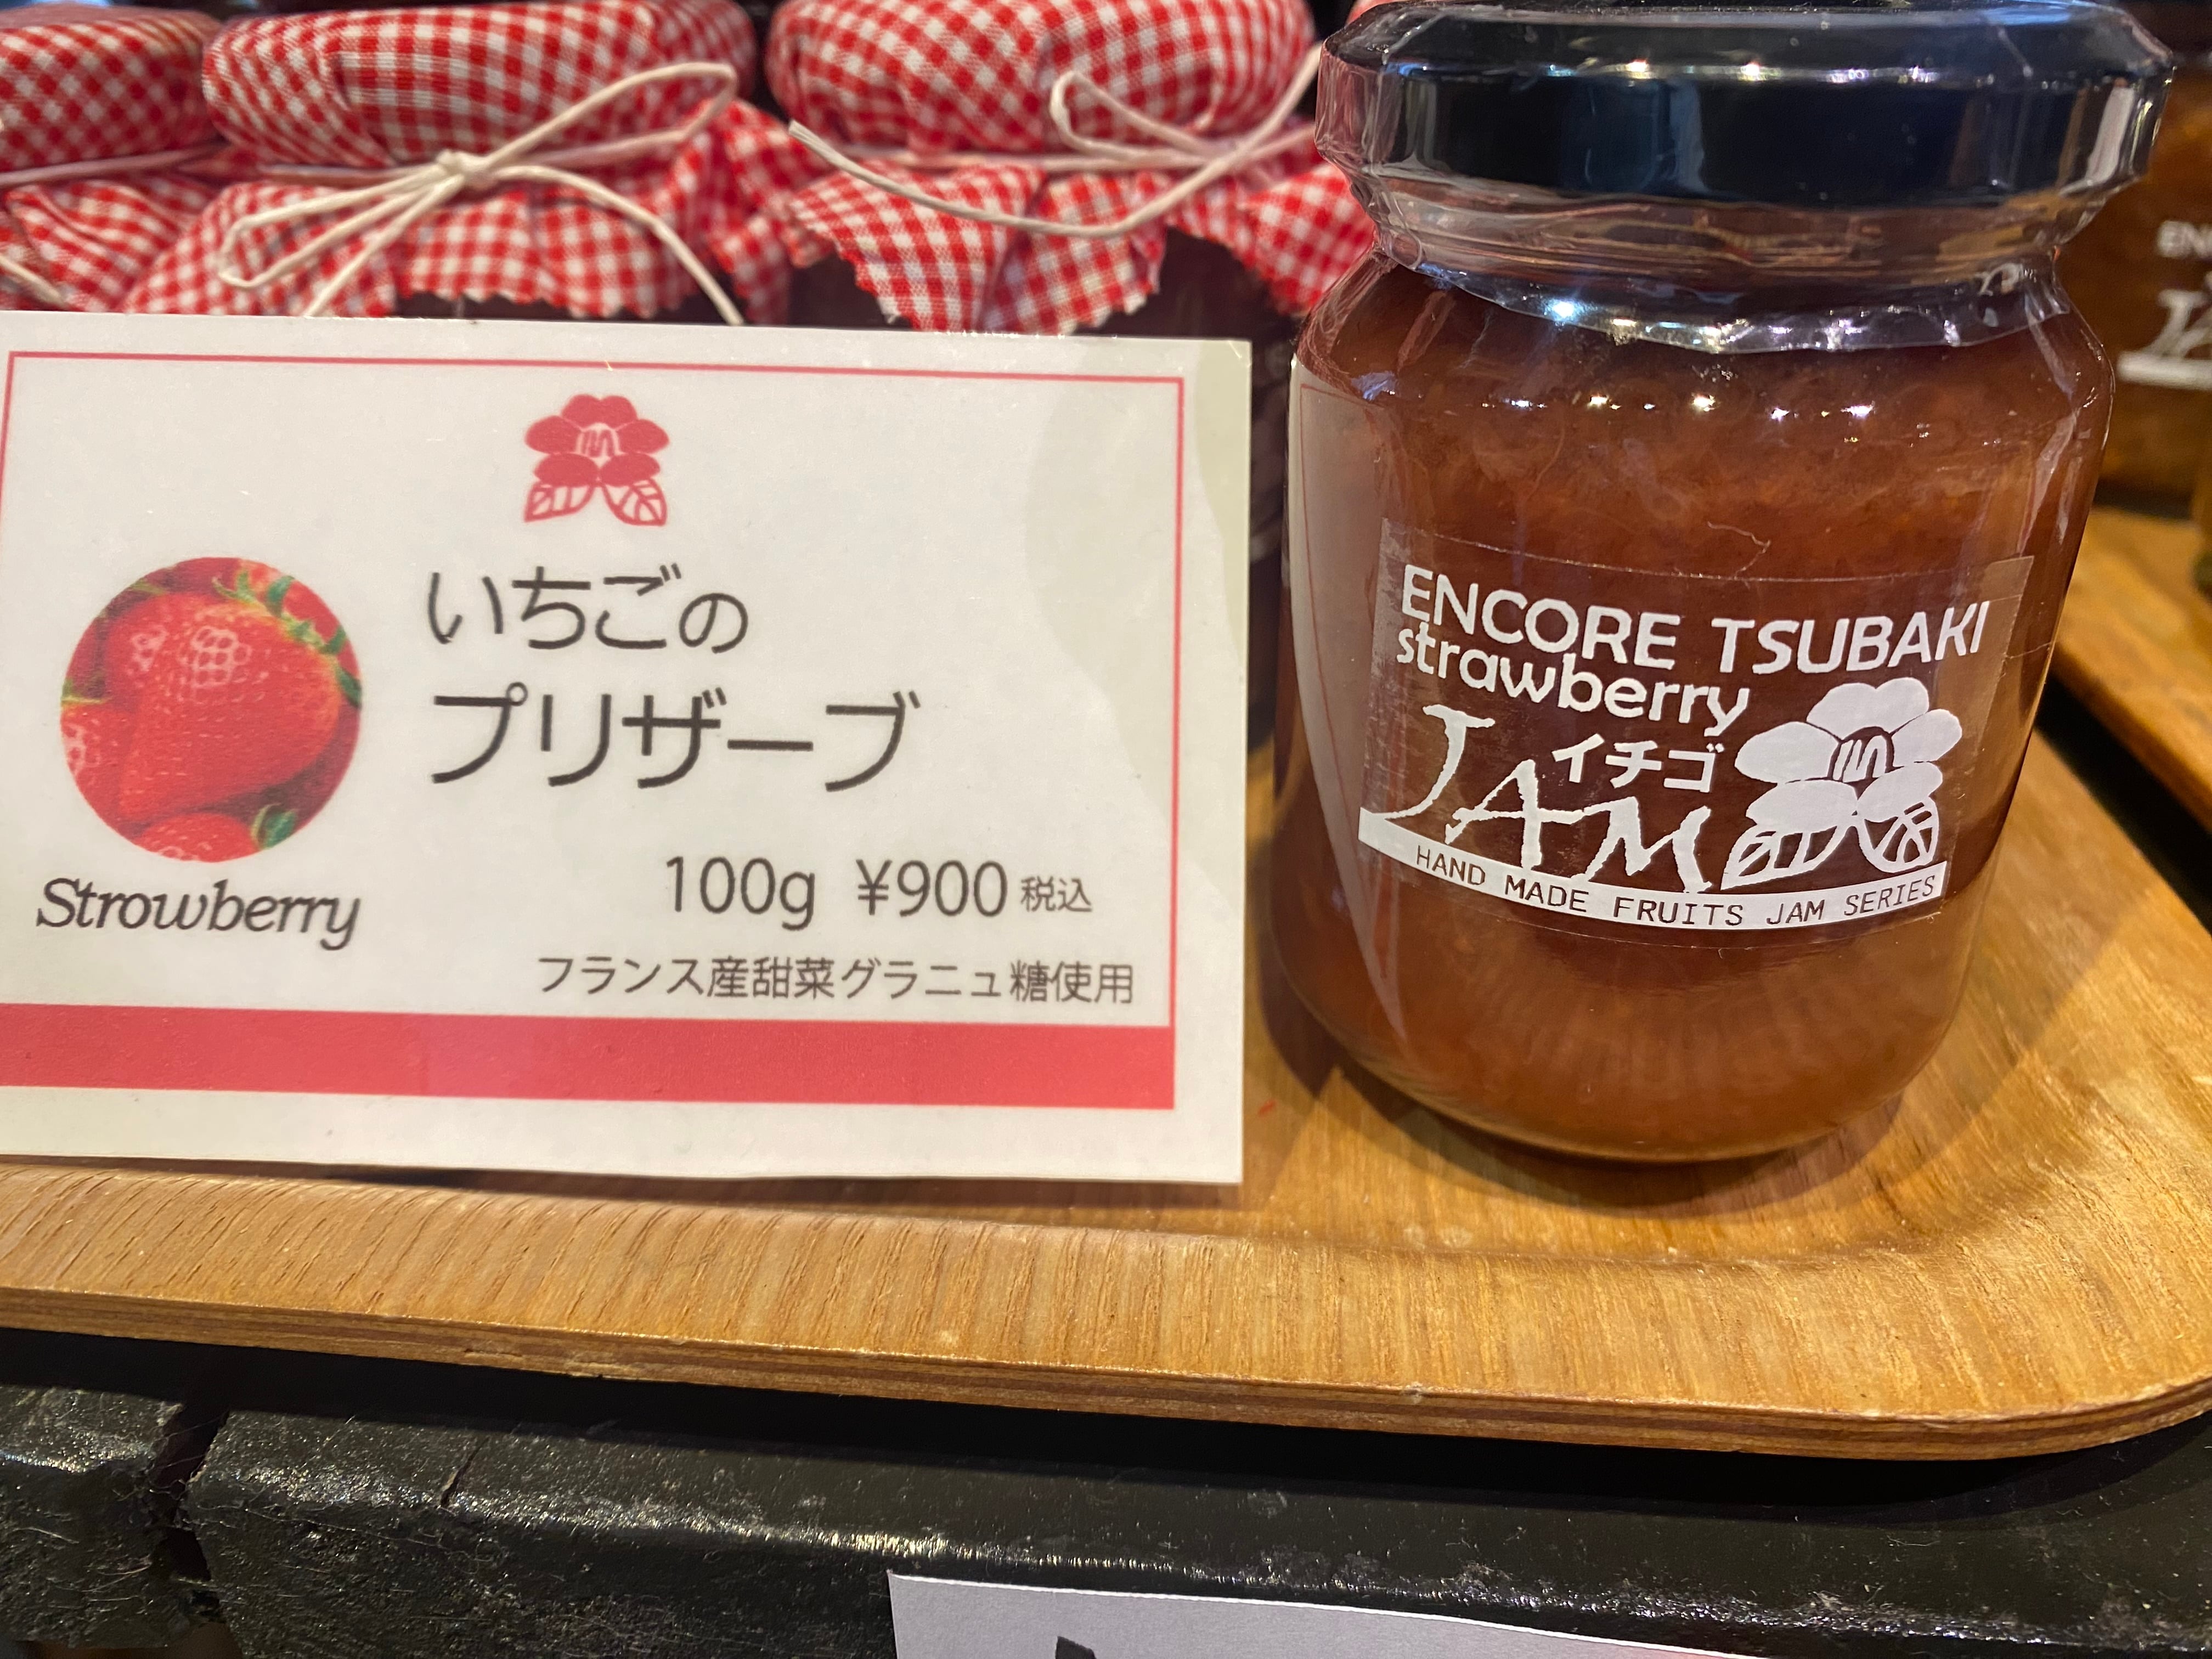 いちごの
プリザーブ
Strowberry
100g ¥900 税込
フランス産甜菜グラニュ糖使用
ENCORE TSUBAKI
strawberry
イチゴ
JAM
HAND MADE FRUITS JAM SERIES